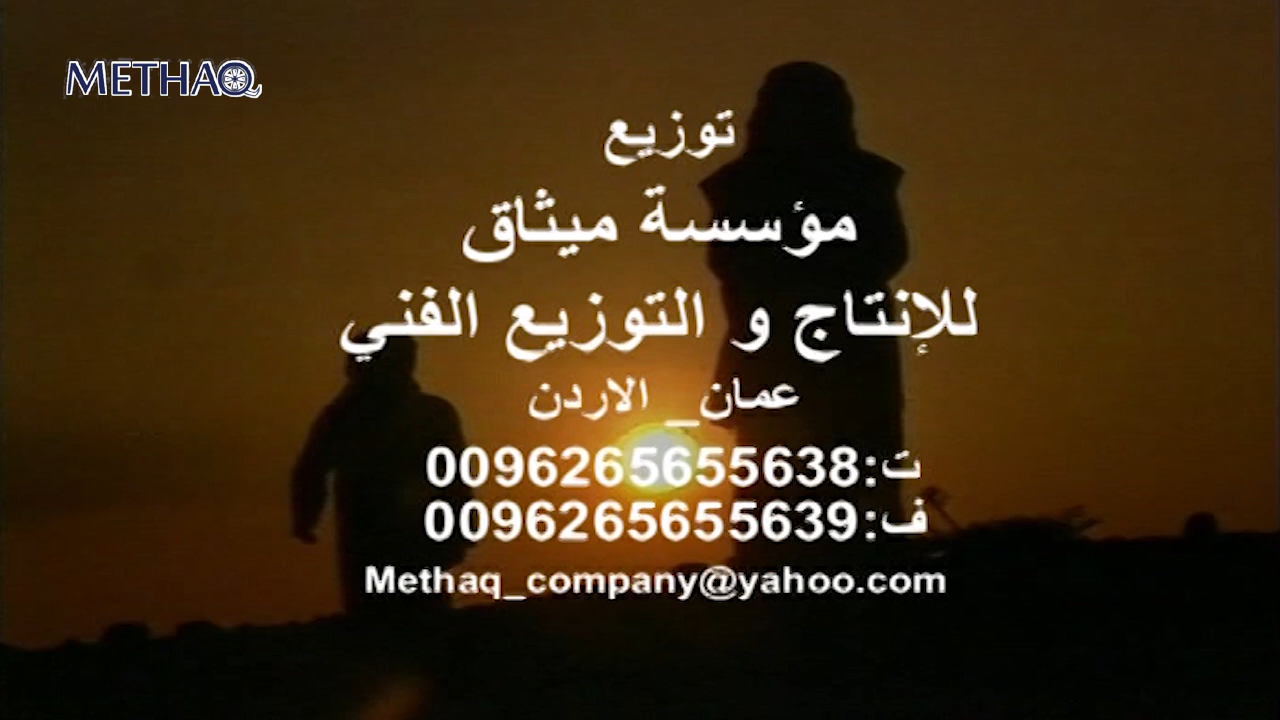 METHAQ
توزيع
مؤسسة ميثاق
للإنتاج و التوزيع الفني
عمان_ الاردن
ت:0096265655638
ف:0096265655639
Methaq_company@yahoo.com